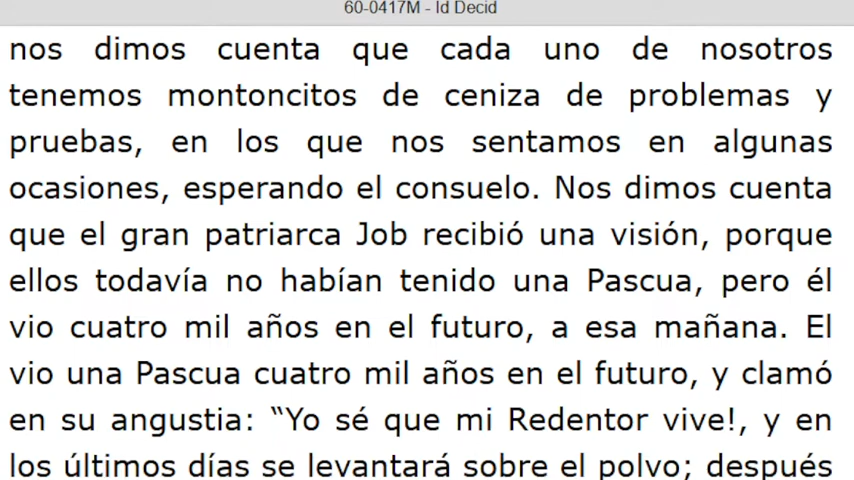 60-0417M - Id Decid
nos dimos cuenta que cada uno de nosotros
tenemos montoncitos de ceniza de problemas y
pruebas, en los que nos sentamos en algunas
ocasiones, esperando el consuelo. Nos dimos cuenta
que el gran patriarca Job recibió una visión, porque
ellos todavía no habían tenido una Pascua, pero él
vio cuatro mil años en el futuro, a esa mañana. El
vio una Pascua cuatro mil años en el futuro, y clamó
en su angustia: “Yo sé que mi Redentor vive!, y en
los últimos días se levantará sobre el polvo; después